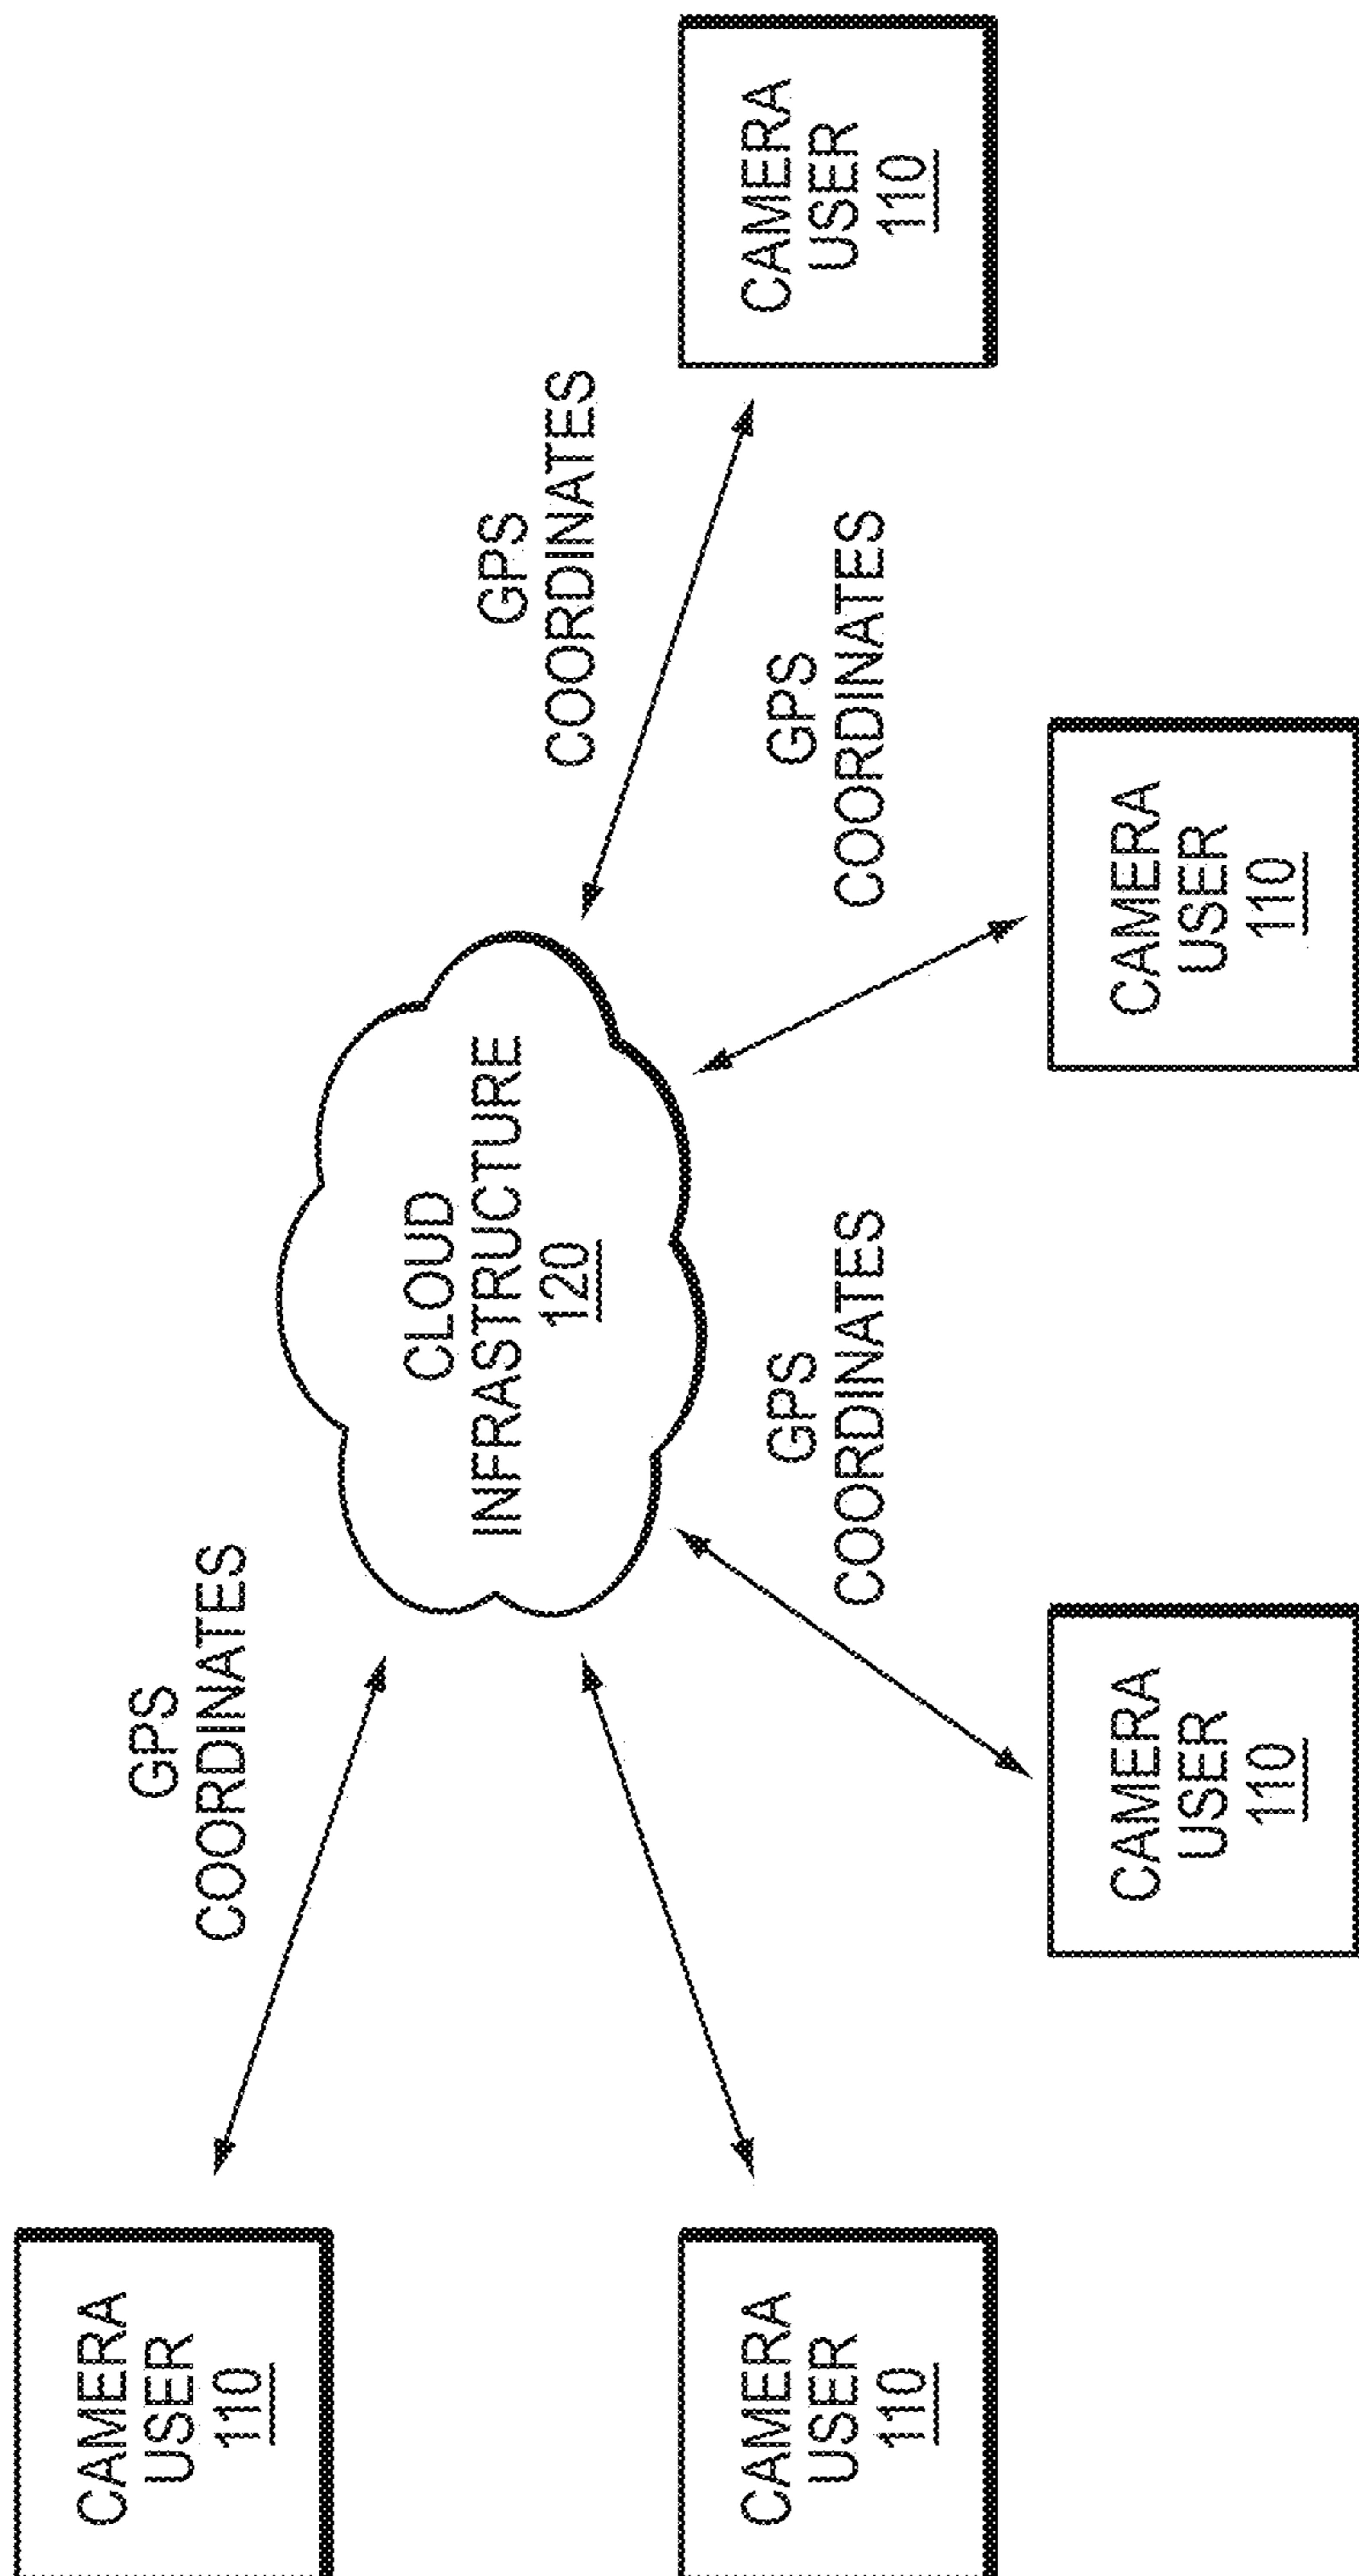 CAMERA
USER
110
GPS
COORDINATES
CLOUD
INFRASTRUCTURE
120
GPS
COORDINATES
CAMERA
USER
110
GPS
COORDINATES
GPS
COORDINATES
CAMERA
USER
110
CAMERA
USER
110
CAMERA
USER
110